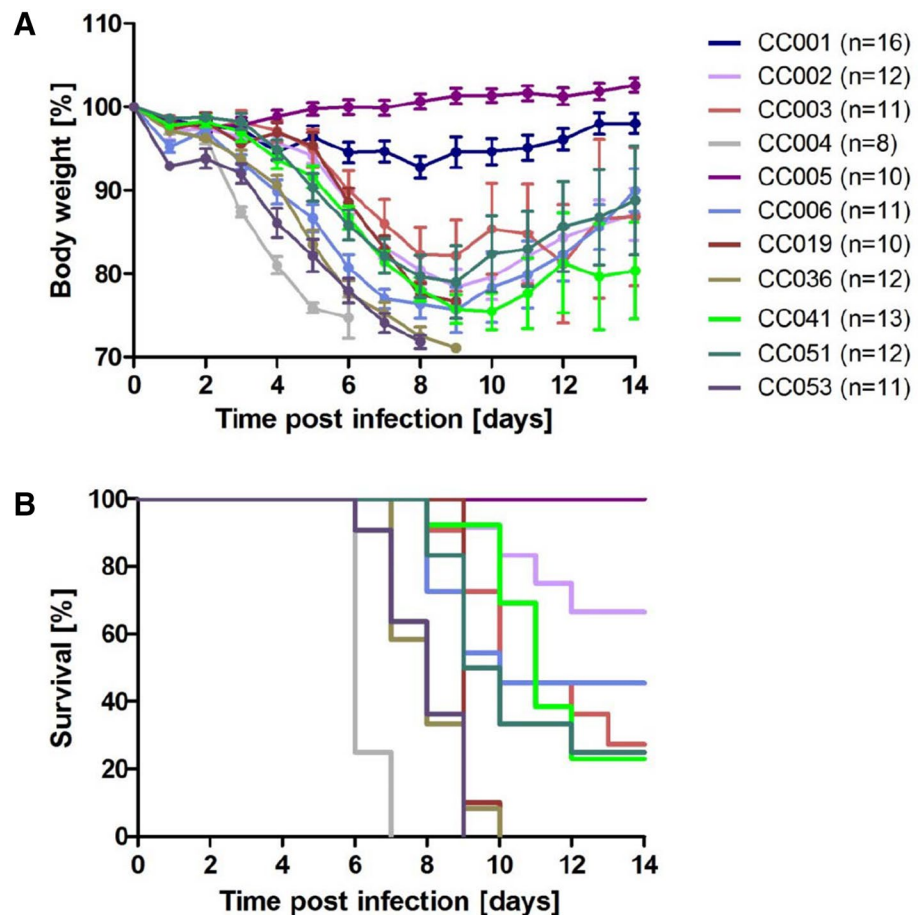 A
110
100
90
80
70
Body weight [%]
0 2 4 6 8 10 12 14
Time post infection [days]
CC001 (n=16)
CC002 (n=12)
CC003 (n=11)
CC004 (n=8)
CC005 (n=10)
CC006 (n=11)
CC019 (n=10)
CC036 (n=12)
CC041 (n=13)
CC051 (n=12)
CC053 (n=11)
B
100
80
60
40
20
0
Survival [%]
0 2 4 6 8 10 12 14
Time post infection [days]